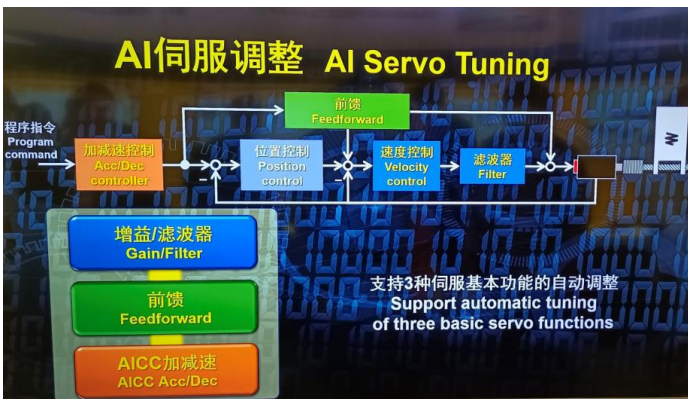 AI伺服调整 AI Servo Tuning
程序指令
Program
command
加减速控制
Acc/Dec
controller
前馈
Feedforward
位置控制
Position
control
速度控制
Velocity
control
滤波器
Filter
增益/滤波器
Gain/Filter
前馈
Feedforward
AICC加减速
AICC Acc/Dec
支持3种伺服基本功能的自动调整
Support automatic tuning
of three basic servo functions